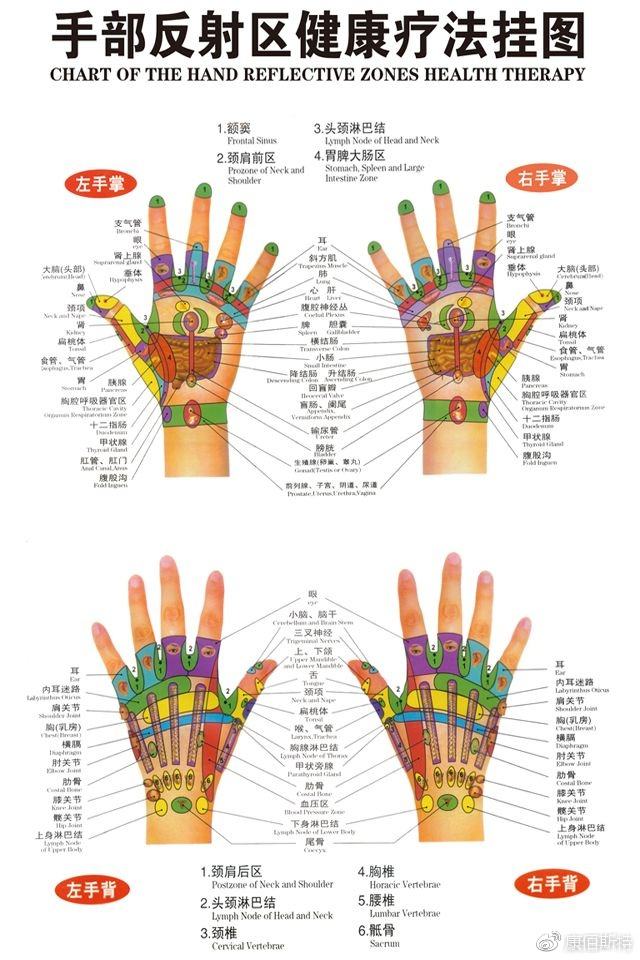 手部反射区健康疗法挂图
CHART OF THE HAND REFLECTIVE ZONES HEALTH THERAPY
1.额窦
Frontal Sinus
2.颈肩前区
Prozone of Neck and
Shoulder
3.头颈淋巴结
Lymph Node of Head and Neck
4.胃脾大肠区
Stomach, Spleen and Large
Intestine Zone
左手掌
右手掌
支气管
Bronchi
眼
eye
肾上腺
Suprarenal gland
垂体
Hypophysis
大脑(头部)
Cerebrum(Head)
鼻
Nose
颈项
Neck and Nape
肾
Kidney
扁桃体
Tonsil
食管、气管
Esophagus,Trachea
胃
Stomach
胰腺
Pancreas
胸腔呼吸器官区
Thoracic Cavity
Organum Respiratorium Zone
十二指肠
Duodenum
甲状腺
Thyroid Gland
肛管、肛门
Anal Canal,Anus
腹股沟
Fold Inguen
耳
Ear
斜方肌
Trapezius Muscle
肺
Lung
心 肝
Heart Liver
腹腔神经丛
Coelial Plexus
脾 胆囊
Spleen Gallbladder
横结肠
Transverse Colon
小肠
Small Intestine
降结肠 升结肠
Descending Colon Ascending Colon
回盲瓣
Ileocecal Valve
盲肠、阑尾
Appendix,
Vermiform Appendix
输尿管
Ureter
膀胱
Bladder
生殖腺(卵巢、睾丸)
Gonad(Testis or Ovary)
前列腺、子宫、阴道、尿道
Prostate,Uterus,Urethra,Vagina
支气管
Bronchi
眼
eye
肾上腺
Suprarenal gland
垂体
Hypophysis
大脑(头部)
Cerebrum(Head)
鼻
Nose
颈项
Neck and Nape
肾
Kidney
扁桃体
Tonsil
食管、气管
Esophagus,Trachea
胃
Stomach
胰腺
Pancreas
胸腔呼吸器官区
Thoracic Cavity
Organum Respiratorium Zone
十二指肠
Duodenum
甲状腺
Thyroid Gland
腹股沟
Fold Inguen
耳
Ear
内耳迷路
Labyrinthus Oticus
肩关节
Shoulder Joint
胸(乳房)
Chest(Breast)
横膈
Diaphragm
肘关节
Elbow Joint
肋骨
Costal Bone
膝关节
Knee Joint
髋关节
Hip Joint
上身淋巴结
Lymph Node
of Upper Body
眼
eye
小脑、脑干
Cerebellum and Brain Stem
三叉神经
Trigeminal Nerves
上、下颌
Upper Mandible
and Lower Mandible
舌
Tongue
颈项
Neck and Nape
扁桃体
Tonsil
喉、气管
Larynx,Trachea
胸腺淋巴结
Lymph Node of Thorax
甲状旁腺
Parathyroid Gland
肋骨
Costal Bone
血压区
Blood Pressure Zone
下身淋巴结
Lymph Node of Lower Body
尾骨
Coccyx
耳
Ear
内耳迷路
Labyrinthus Oticus
肩关节
Shoulder Joint
胸(乳房)
Chest(Breast)
横膈
Diaphragm
肘关节
Elbow Joint
肋骨
Costal Bone
膝关节
Knee Joint
髋关节
Hip Joint
上身淋巴结
Lymph Node
of Upper Body
左手背
右手背
1.颈肩后区
Postzone of Neck and Shoulder
2.头颈淋巴结
Lymph Node of Head and Neck
3.颈椎
Cervical Vertebrae
4.胸椎
Horacic Vertebrae
5.腰椎
Lumbar Vertebrae
6.骶骨
Sacrum